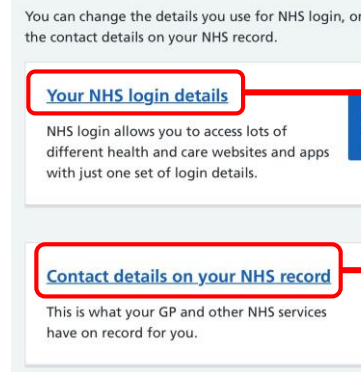 You can change the details you use for NHS login, or
the contact details on your NHS record.
Your NHS login details
NHS login allows you to access lots of
different health and care websites and apps
with just one set of login details.
Contact details on your NHS record
This is what your GP and other NHS services
have on record for you.